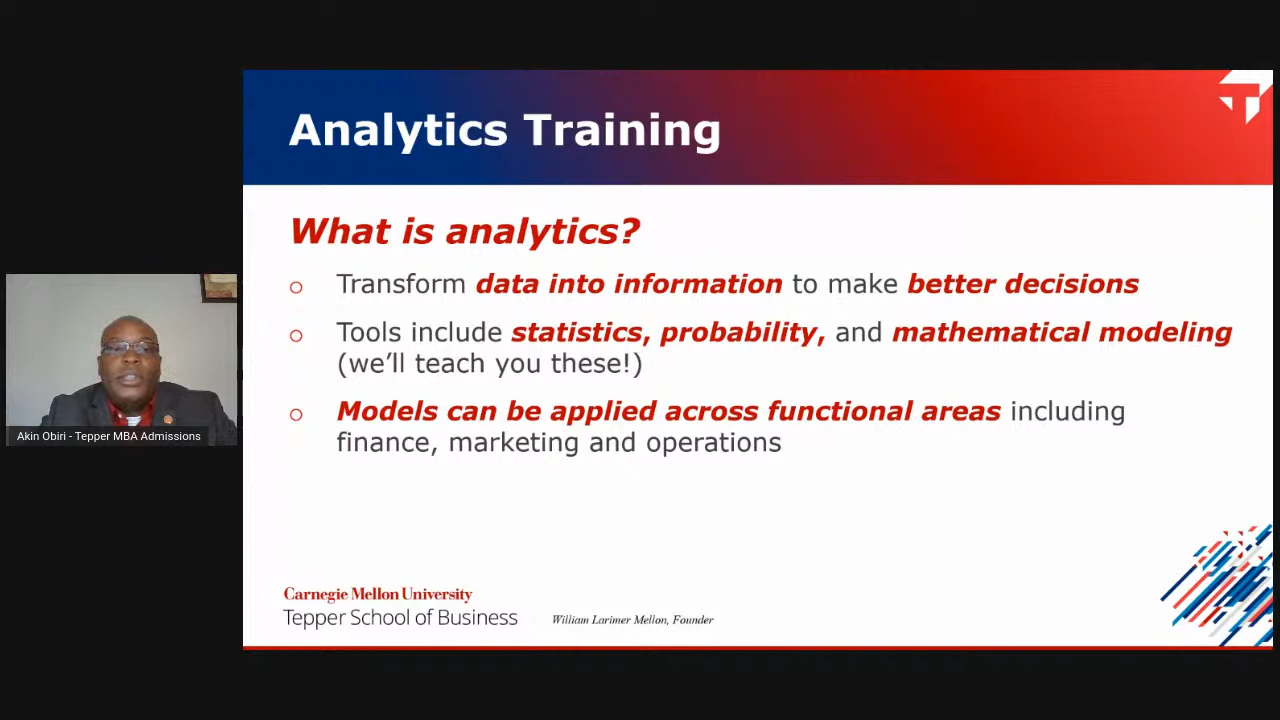 Analytics Training
What is analytics?
Transform data into information to make better decisions
Tools include statistics, probability, and mathematical modeling
(we’ll teach you these!)
Models can be applied across functional areas including
finance, marketing and operations
Akin Obiri - Tepper MBA Admissions
Carnegie Mellon University
Tepper School of Business
William Larimer Mellon, Founder